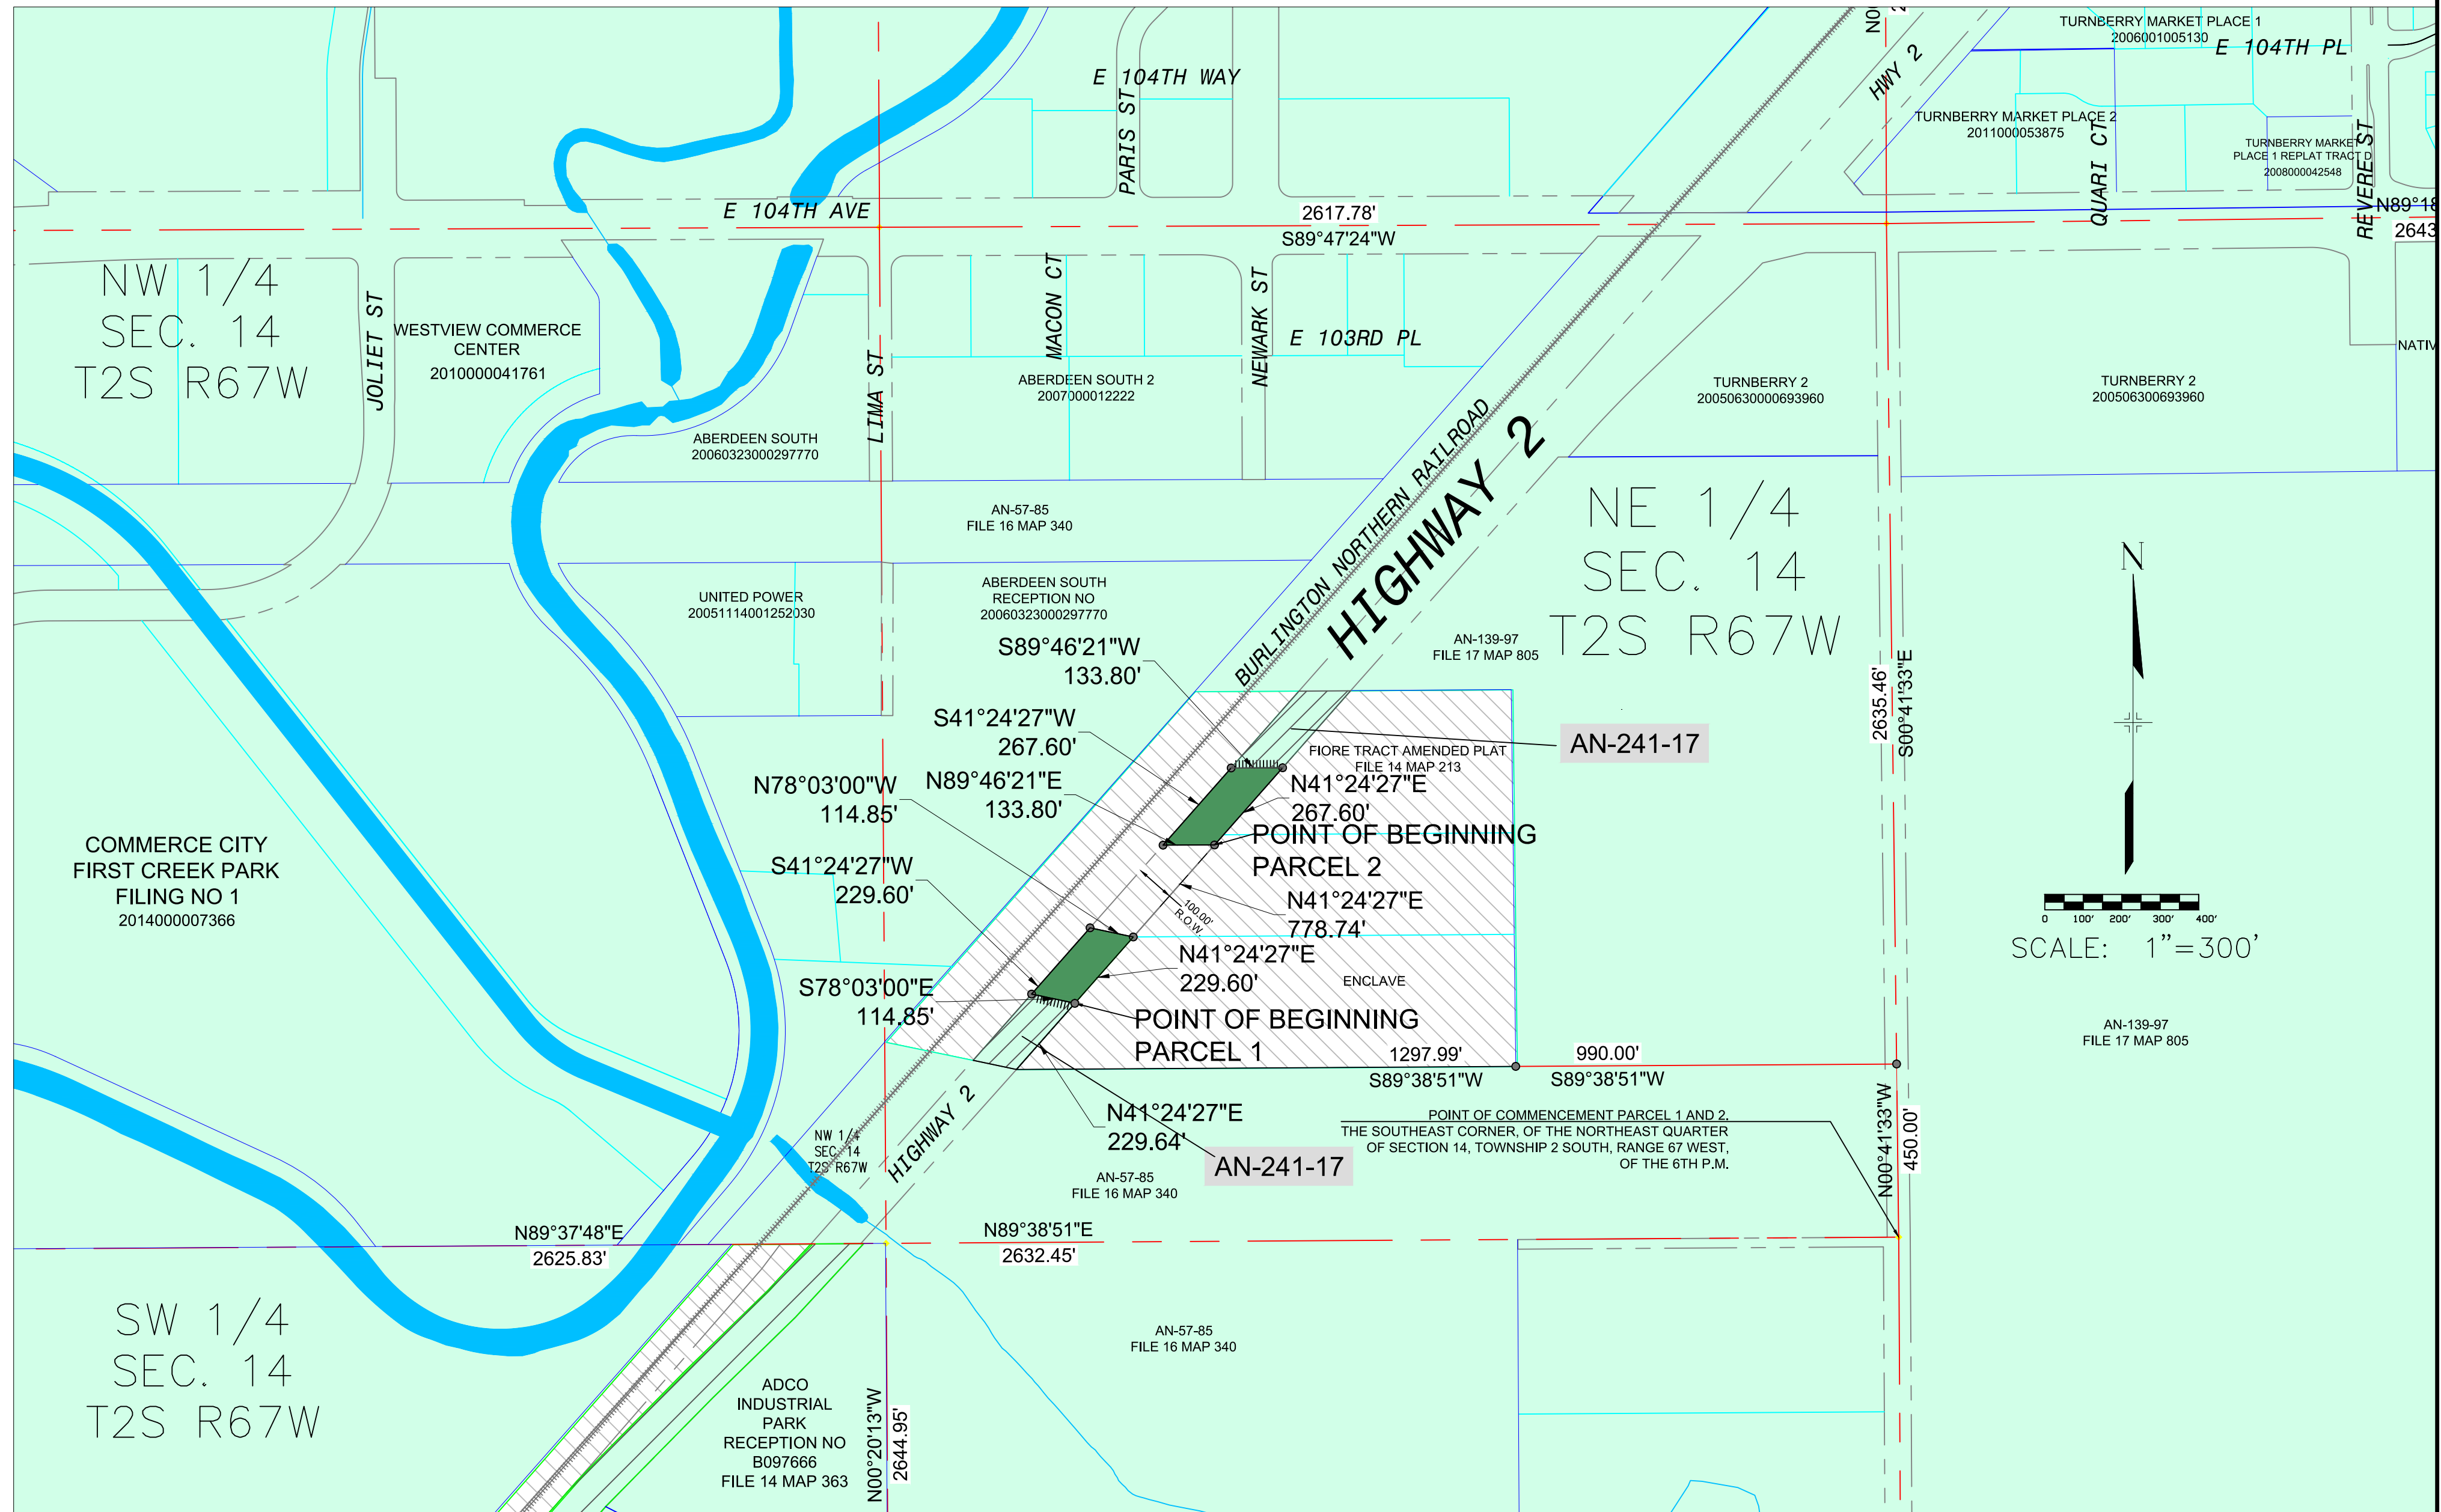 TURNBERRY MARKET PLACE 1
2006001005130
E 104TH PL
HWY 2
E 104TH WAY
PARIS ST
TURNBERRY MARKET PLACE 2
2011000053875
QUARI CT
REVERE ST
TURNBERRY MARKET
PLACE 1 REPLAT TRACT D
2008000042548
E 104TH AVE
2617.78'
S89°47'24"W
N89°18
2643
NW 1/4
SEC. 14
T2S R67W
JOLIET ST
WESTVIEW COMMERCE
CENTER
2010000041761
LIMA ST
MACON CT
NEWARK ST
E 103RD PL
NATIV
ABERDEEN SOUTH 2
2007000012222
TURNBERRY 2
20050630000693960
TURNBERRY 2
200506300693960
ABERDEEN SOUTH
20060323000297770
BURLINGTON NORTHERN RAILROAD
HIGHWAY 2
AN-57-85
FILE 16 MAP 340
NE 1/4
SEC. 14
T2S R67W
N
UNITED POWER
20051114001252030
ABERDEEN SOUTH
RECEPTION NO
20060323000297770
AN-139-97
FILE 17 MAP 805
2635.46'
S00°41'33"E
S89°46'21"W
133.80'
S41°24'27"W
267.60'
N89°46'21"E
133.80'
N78°03'00"W
114.85'
S41°24'27"W
229.60'
S78°03'00"E
114.85'
AN-241-17
FIORE TRACT AMENDED PLAT
FILE 14 MAP 213
N41°24'27"E
267.60'
POINT OF BEGINNING
PARCEL 2
100.00'
R.O.W.
N41°24'27"E
778.74'
N41°24'27"E
229.60'
ENCLAVE
POINT OF BEGINNING
PARCEL 1
1297.99'
S89°38'51"W
990.00'
S89°38'51"W
0 100' 200' 300' 400'
SCALE: 1"=300'
COMMERCE CITY
FIRST CREEK PARK
FILING NO 1
2014000007366
AN-139-97
FILE 17 MAP 805
N41°24'27"E
229.64'
AN-241-17
HIGHWAY 2
NW 1/4
SEC. 14
T2S R67W
POINT OF COMMENCEMENT PARCEL 1 AND 2.
THE SOUTHEAST CORNER, OF THE NORTHEAST QUARTER
OF SECTION 14, TOWNSHIP 2 SOUTH, RANGE 67 WEST,
OF THE 6TH P.M.
N00°41'33"W
450.00'
AN-57-85
FILE 16 MAP 340
N89°37'48"E
2625.83'
N89°38'51"E
2632.45'
SW 1/4
SEC. 14
T2S R67W
AN-57-85
FILE 16 MAP 340
ADCO
INDUSTRIAL
PARK
RECEPTION NO
B097666
FILE 14 MAP 363
N00°20'13"W
2644.95'